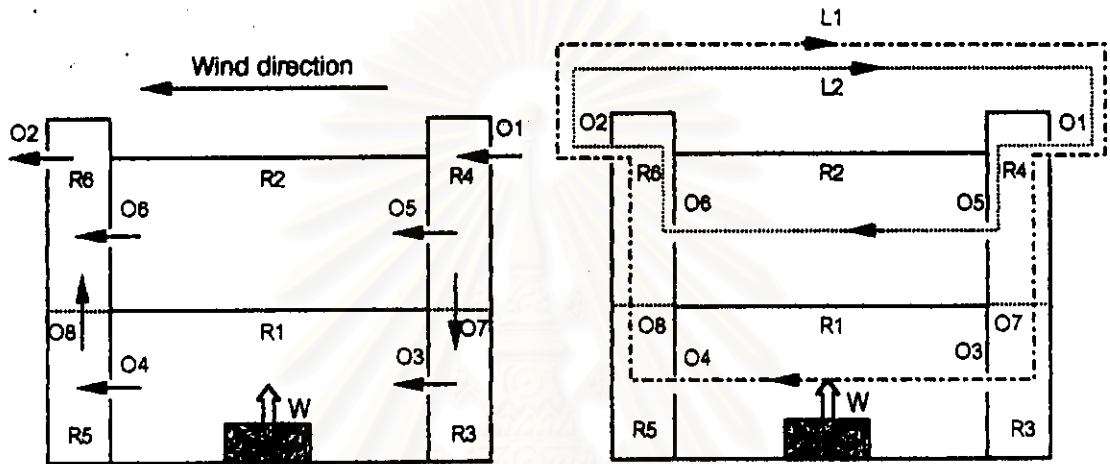 Wind direction
O2
O1
R6
R2
R4
O6
O5
O8
R1
O7
O4
O3
W
R5
R3
L1
L2
O2
O1
R6
R2
R4
O6
O5
O8
R1
O7
O4
O3
W
R5
R3